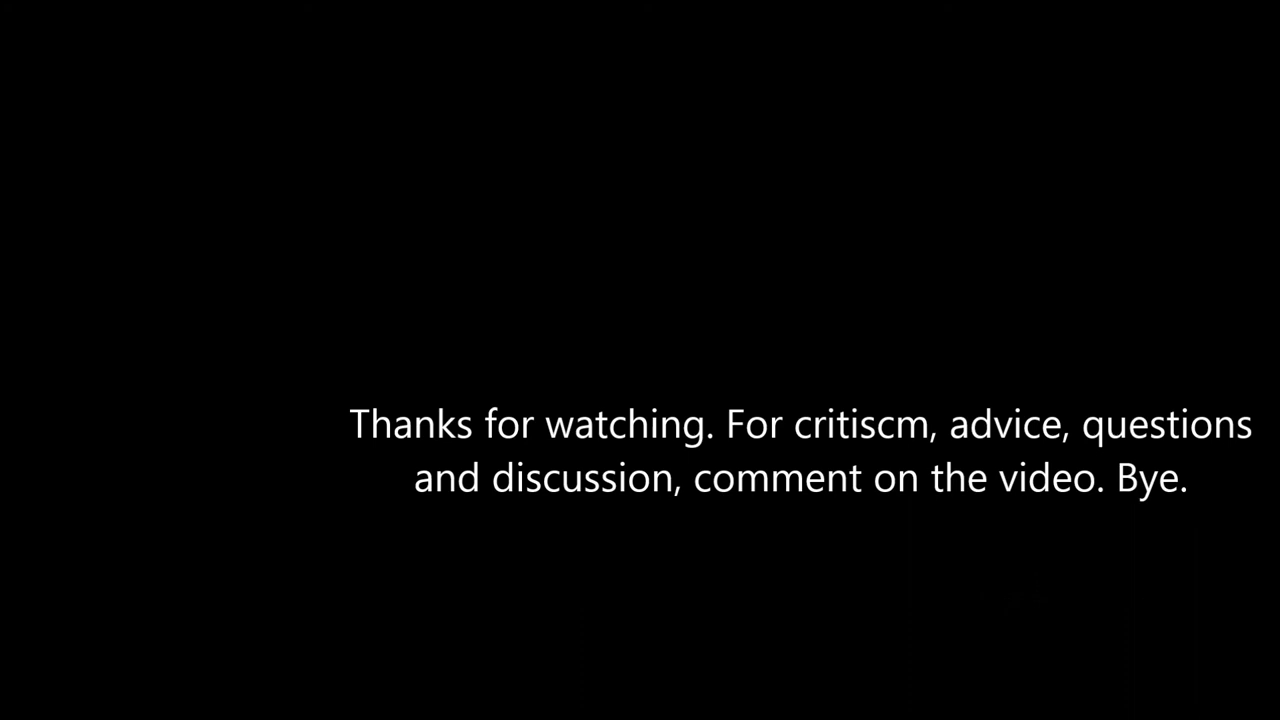 Thanks for watching. For critiscm, advice, questions
and discussion, comment on the video. Bye.